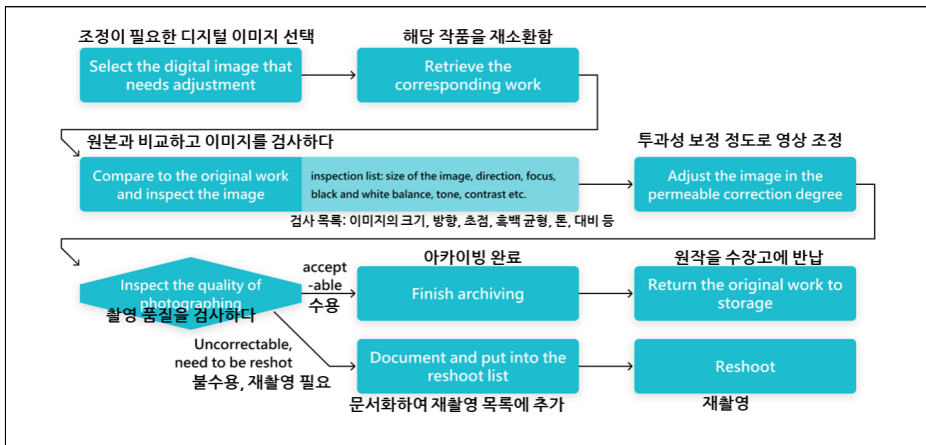 조정이 필요한 디지털 이미지 선택
Select the digital image that
needs adjustment
해당 작품을 재소환함
Retrieve the
corresponding work
원본과 비교하고 이미지를 검사하다
Compare to the original work
and inspect the image
inspection list: size of the image, direction, focus,
black and white balance, tone, contrast etc.
검사 목록: 이미지의 크기, 방향, 초점, 흑백 균형, 톤, 대비 등
투과성 보정 정도로 영상 조정
Adjust the image in the
permeable correction degree
Inspect the quality of
photographing
촬영 품질을 검사하다
accept
-able
수용
아카이빙 완료
Finish archiving
원작을 수장고에 반납
Return the original work to
storage
Uncorrectable,
need to be reshot
불수용, 재촬영 필요
Document and put into the
reshoot list
문서화하여 재촬영 목록에 추가
Reshoot
재촬영